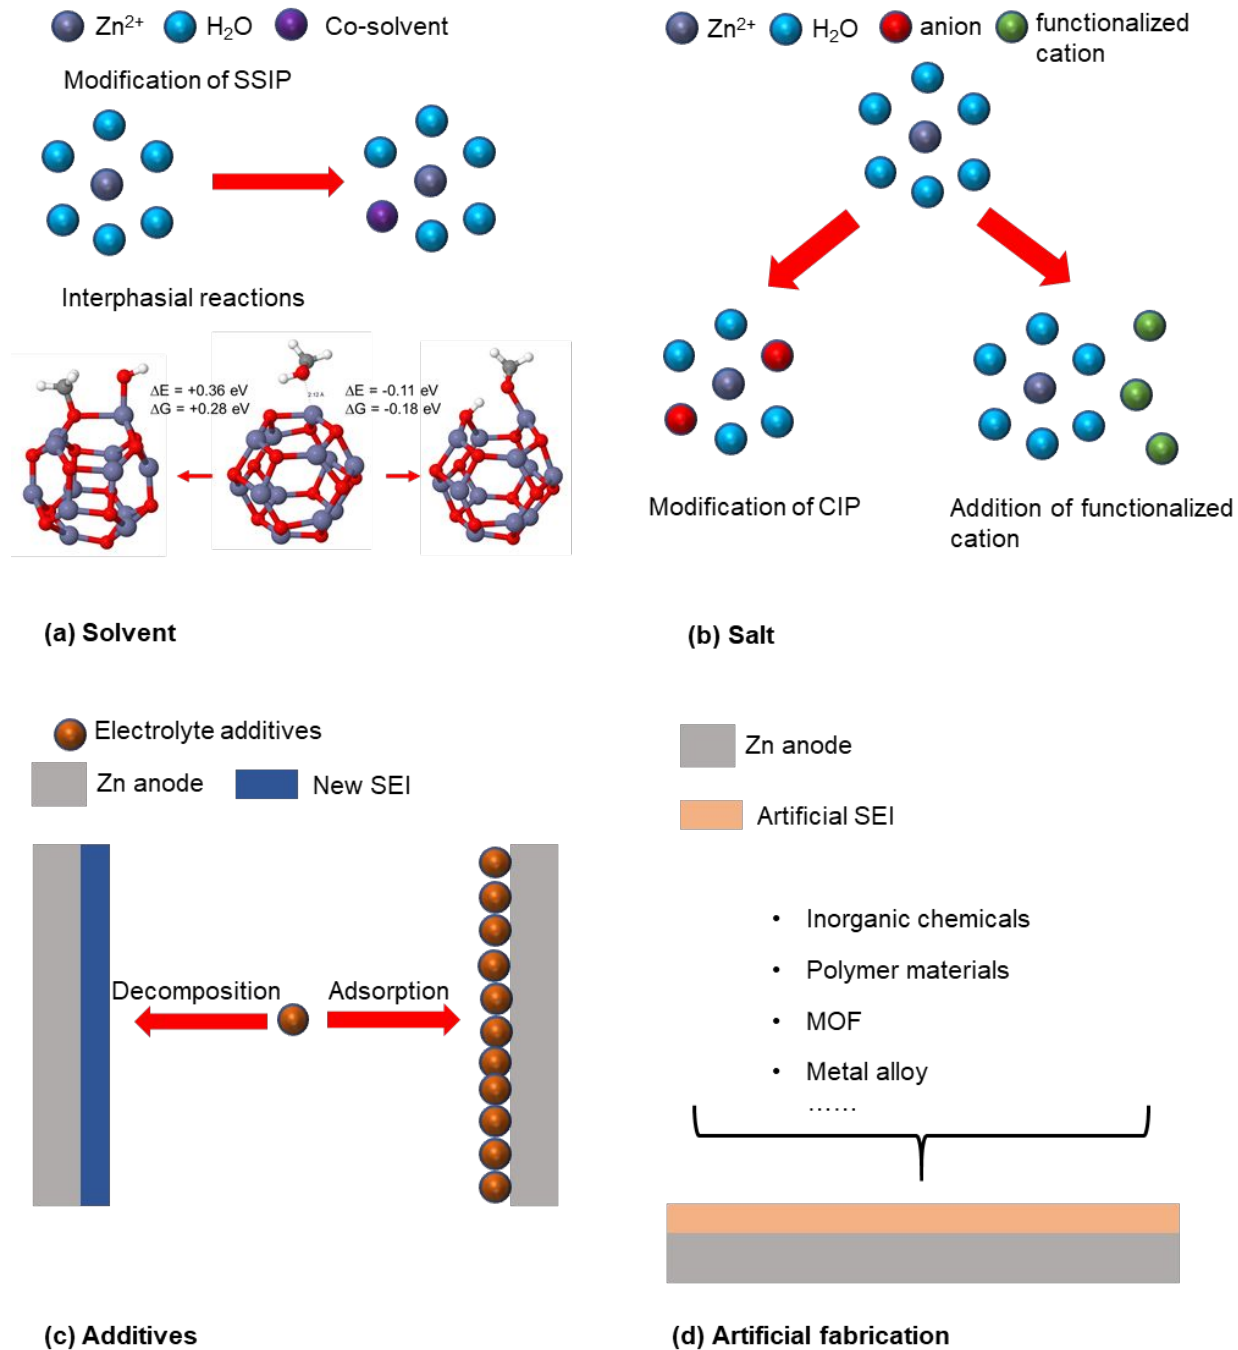 Zn²⁺ H₂O Co-solvent
Modification of SSIP
Interphasial reactions
ΔE = +0.36 eV
ΔG = +0.28 eV
2.12 Å
ΔE = -0.11 eV
ΔG = -0.18 eV
(a) Solvent
Zn²⁺ H₂O anion functionalized
cation
Modification of CIP
Addition of functionalized
cation
(b) Salt
Electrolyte additives
Zn anode New SEI
Decomposition Adsorption
(c) Additives
Zn anode
Artificial SEI
• Inorganic chemicals
• Polymer materials
• MOF
• Metal alloy
......
(d) Artificial fabrication